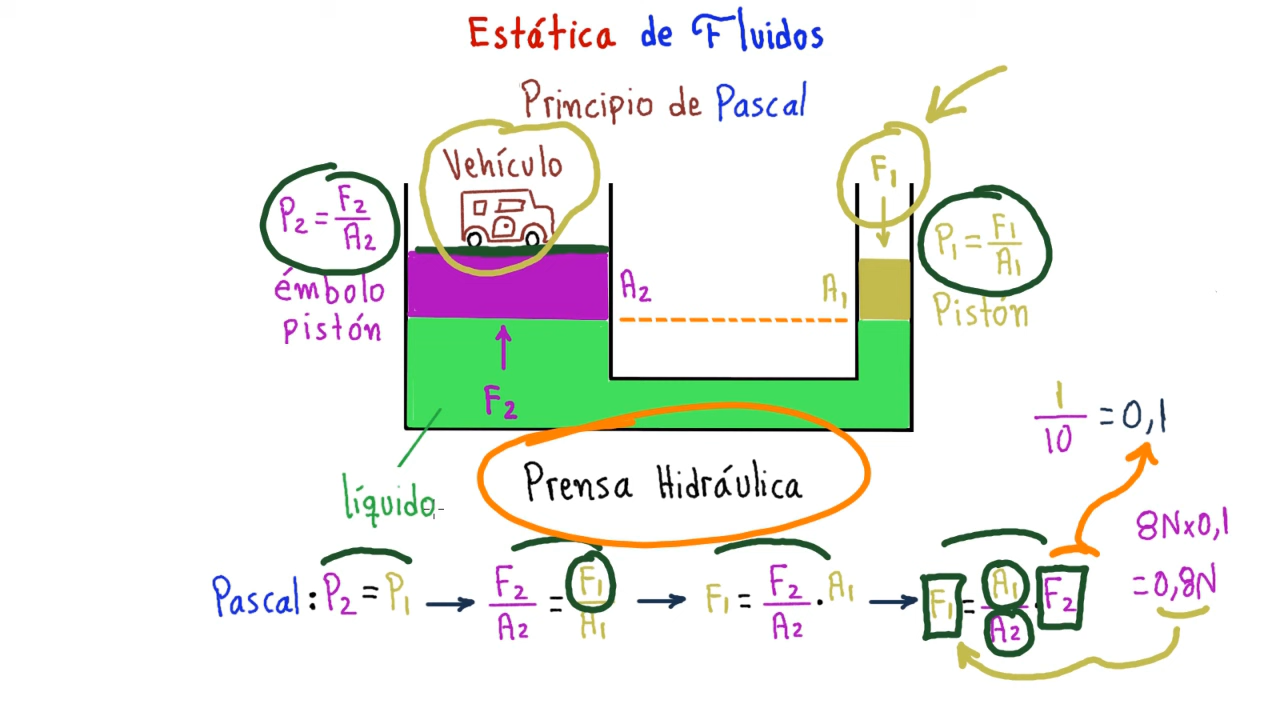 Estática de Fluidos
Principio de Pascal
Vehículo
F₁
P₂ = F₂/A₂
P₁ = F₁/A₁
émbolo
pistón
A₂
A₁
Pistón
F₂
1/10 = 0,1
líquido
Prensa Hidráulica
8N×0,1
= 0,8N
Pascal: P₂ = P₁ → F₂/A₂ = F₁/A₁ → F₁ = F₂/A₂ · A₁ → F₁ = A₁/A₂ · F₂